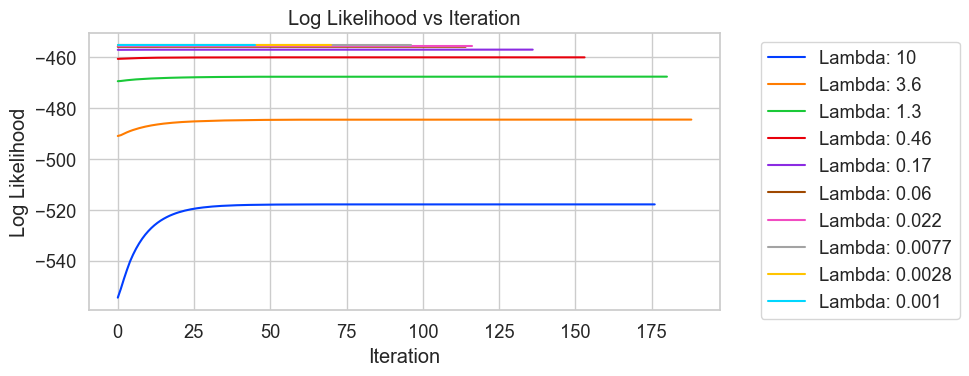 Log Likelihood vs Iteration
Log Likelihood
−460
−480
−500
−520
−540
0 25 50 75 100 125 150 175
Iteration
Lambda: 10
Lambda: 3.6
Lambda: 1.3
Lambda: 0.46
Lambda: 0.17
Lambda: 0.06
Lambda: 0.022
Lambda: 0.0077
Lambda: 0.0028
Lambda: 0.001